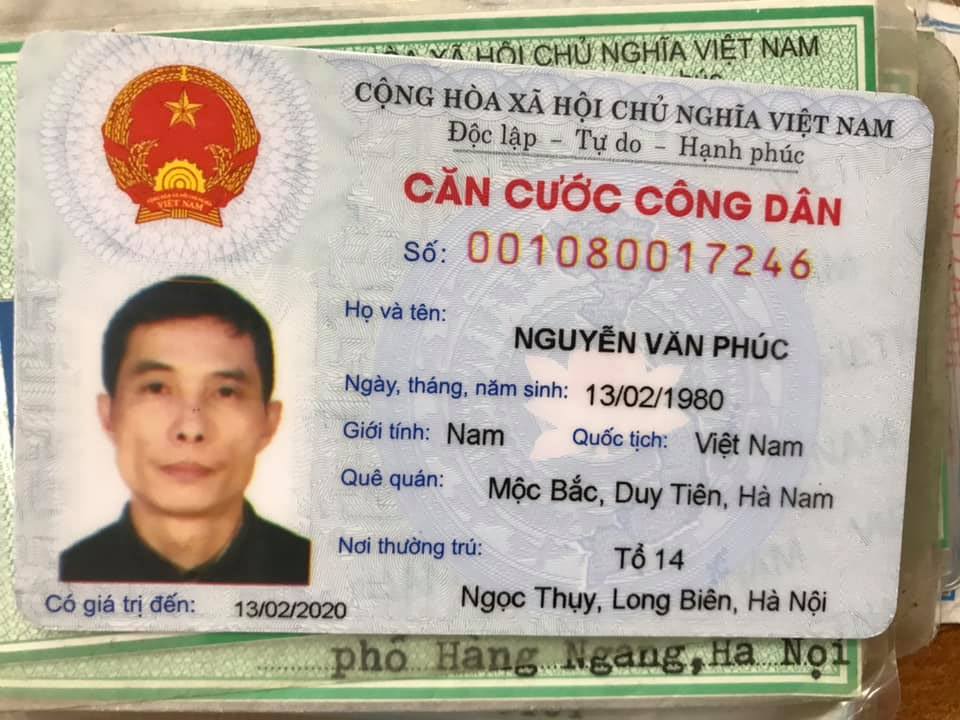 XÃ HỘI CHỦ NGHĨA VIỆT NAM
CỘNG HÒA XÃ HỘI CHỦ NGHĨA VIỆT NAM
Độc lập – Tự do – Hạnh phúc
CĂN CƯỚC CÔNG DÂN
VIỆT NAM
Số: 001080017246
Họ và tên:
NGUYỄN VĂN PHÚC
Ngày, tháng, năm sinh: 13/02/1980
Giới tính: Nam Quốc tịch: Việt Nam
Quê quán: Mộc Bắc, Duy Tiên, Hà Nam
Nơi thường trú: Tổ 14
Ngọc Thụy, Long Biên, Hà Nội
Có giá trị đến: 13/02/2020
phố Hàng Ngang, Hà Nội